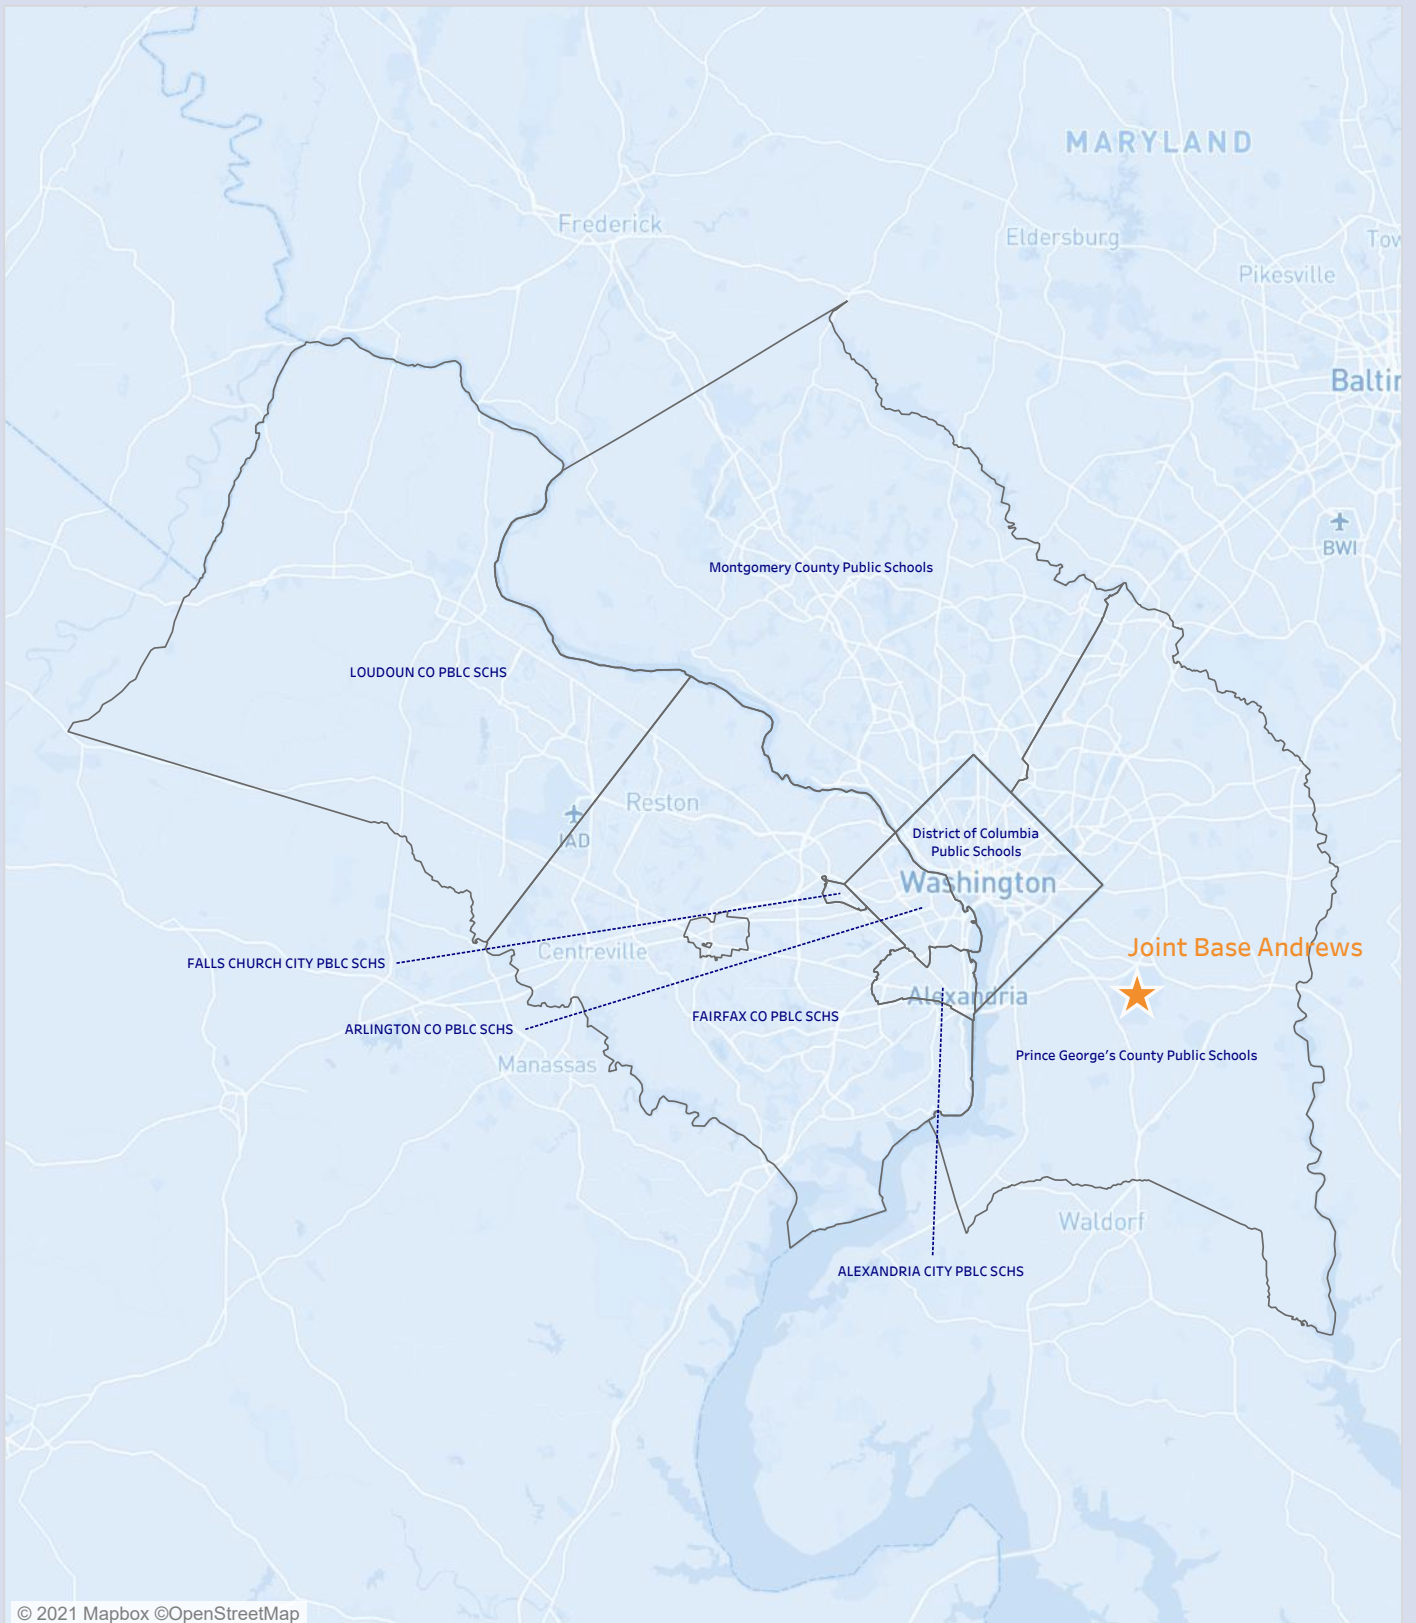 MARYLAND
Frederick
Eldersburg
Tow
Pikesville
Baltir
BWI
Montgomery County Public Schools
LOUDOUN CO PBLC SCHS
Reston
IAD
District of Columbia
Public Schools
Washington
Joint Base Andrews
Centreville
FALLS CHURCH CITY PBLC SCHS
Alexandria
FAIRFAX CO PBLC SCHS
ARLINGTON CO PBLC SCHS
Prince George's County Public Schools
Manassas
Waldorf
ALEXANDRIA CITY PBLC SCHS
© 2021 Mapbox ©OpenStreetMap